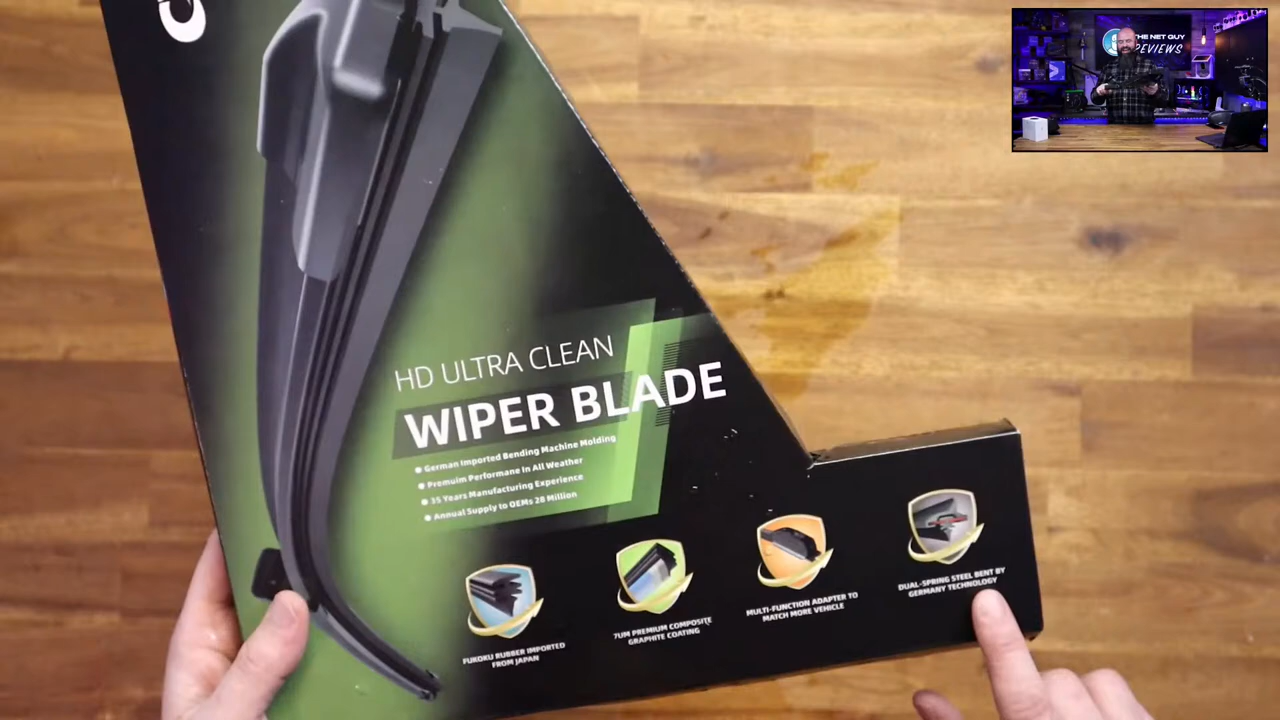 THE NET GUY
REVIEWS
HD ULTRA CLEAN
WIPER BLADE
German Imported Bending Machine Molding
Premuim Performane In All Weather
35 Years Manufacturing Experience
Annual Supply to OEMs 28 Million
FUKOKU RUBBER IMPORTED
FROM JAPAN
7UM PREMIUM COMPOSITE
GRAPHITE COATING
MULTI-FUNCTION ADAPTER TO
MATCH MORE VEHICLE
DUAL-SPRING STEEL BENT BY
GERMANY TECHNOLOGY